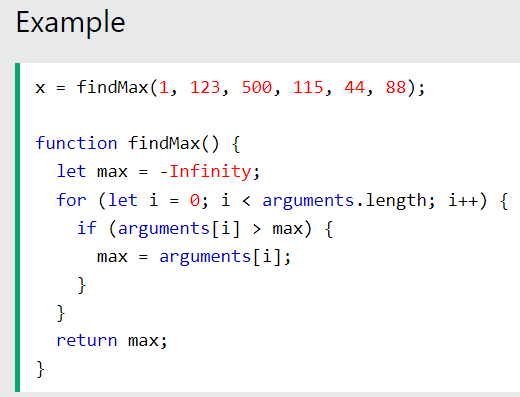 Example
x = findMax(1, 123, 500, 115, 44, 88);
function findMax() {
let max = -Infinity;
for (let i = 0; i < arguments.length; i++) {
if (arguments[i] > max) {
max = arguments[i];
}
}
return max;
}